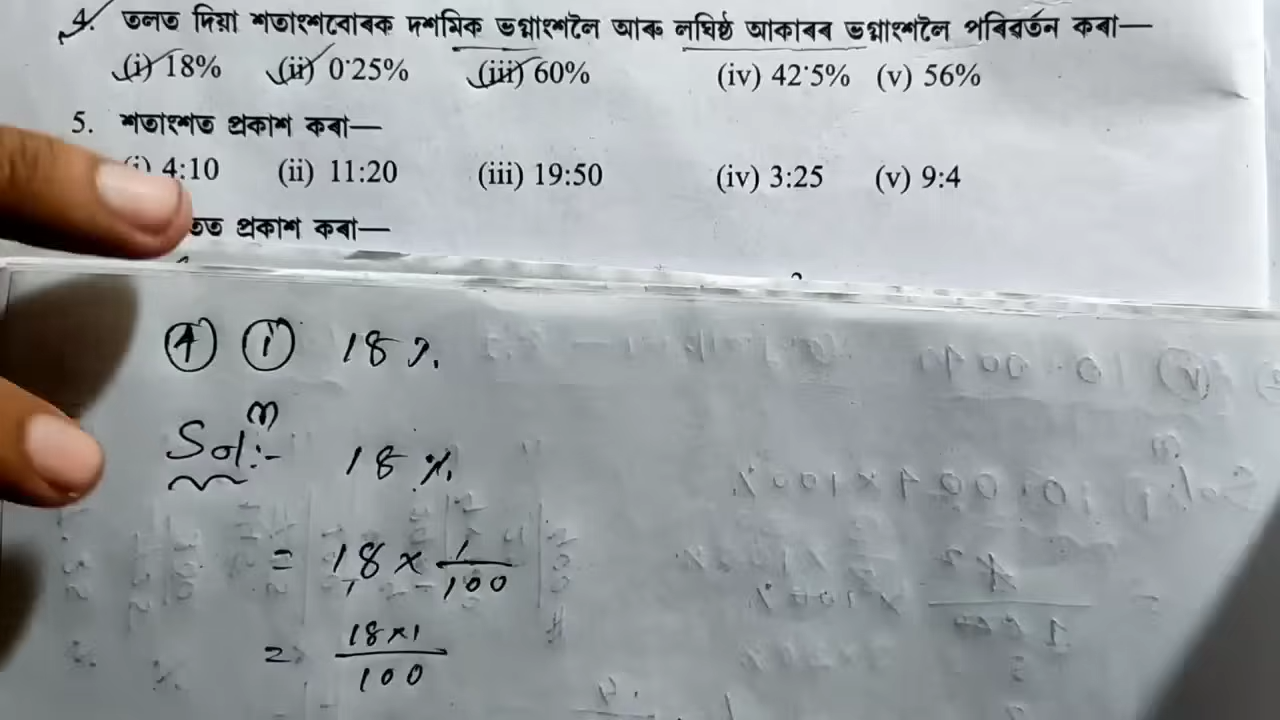 4. তলত দিয়া শতাংশবোৰক দশমিক ভগ্নাংশলৈ আৰু লঘিষ্ঠ আকাৰৰ ভগ্নাংশলৈ পৰিৱৰ্তন কৰা—
(i) 18% (ii) 0·25% (iii) 60% (iv) 42·5% (v) 56%
5. শতাংশত প্ৰকাশ কৰা—
(i) 4:10 (ii) 11:20 (iii) 19:50 (iv) 3:25 (v) 9:4
প্ৰকাশ কৰা—
4 i 18%
Solⁿ:- 18%
= 18 × 1/100
= 18×1/100